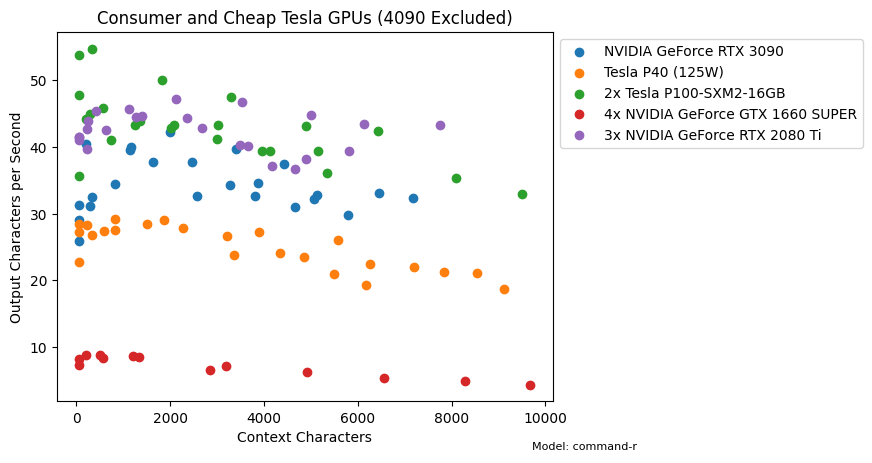 Consumer and Cheap Tesla GPUs (4090 Excluded)
NVIDIA GeForce RTX 3090
Tesla P40 (125W)
2x Tesla P100-SXM2-16GB
4x NVIDIA GeForce GTX 1660 SUPER
3x NVIDIA GeForce RTX 2080 Ti
Output Characters per Second
50
40
30
20
10
0 2000 4000 6000 8000 10000
Context Characters
Model: command-r